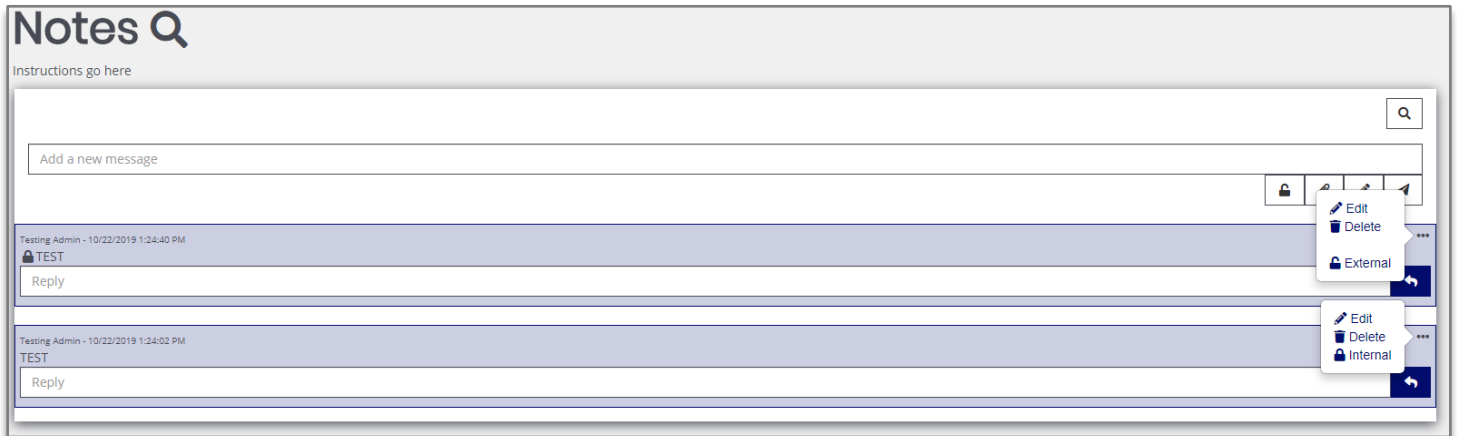 Notes
Instructions go here
Add a new message
Edit
Delete
External
Testing Admin - 10/22/2019 1:24:40 PM
TEST
Reply
Edit
Delete
Internal
Testing Admin - 10/22/2019 1:24:02 PM
TEST
Reply